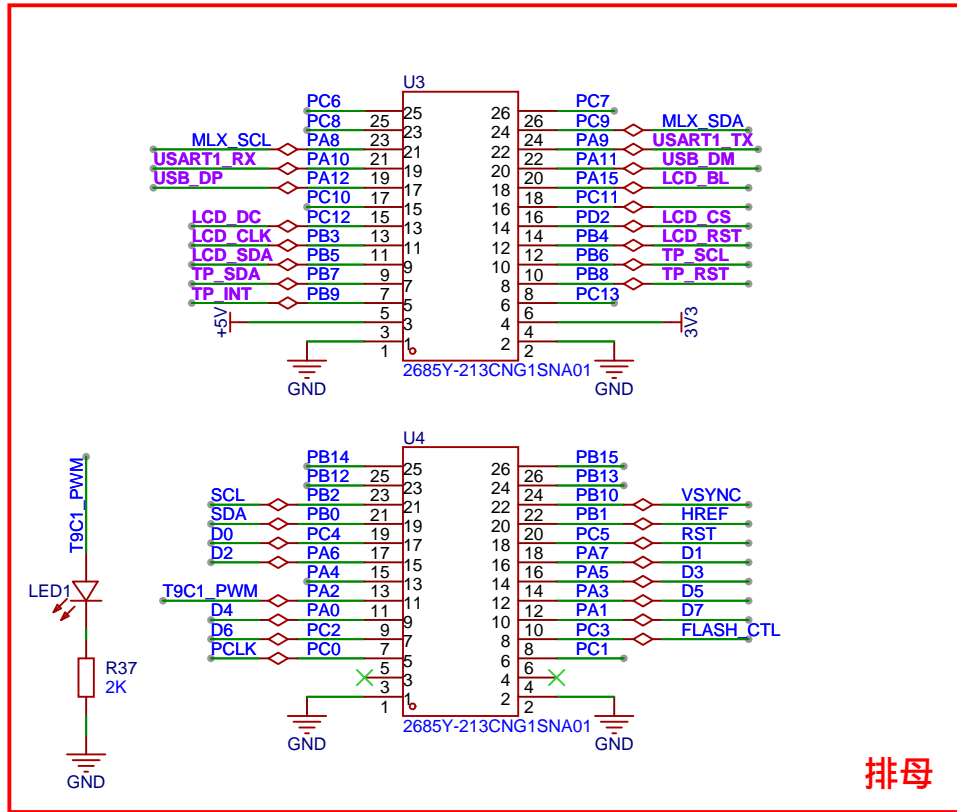 U3
PC6 25 26 PC7
PC8 25 23 26 24 PC9 MLX_SDA
MLX_SCL PA8 23 21 24 22 PA9 USART1_TX
USART1_RX PA10 21 19 22 20 PA11 USB_DM
USB_DP PA12 19 17 20 18 PA15 LCD_BL
PC10 17 15 18 16 PC11
LCD_DC PC12 15 13 16 14 PD2 LCD_CS
LCD_CLK PB3 13 11 14 12 PB4 LCD_RST
LCD_SDA PB5 11 9 12 10 PB6 TP_SCL
TP_SDA PB7 9 7 10 8 PB8 TP_RST
TP_INT PB9 7 5 8 6 PC13
+5V 5 3 6 4 3V3
3 1 4 2
1 2
GND 2685Y-213CNG1SNA01 GND
U4
PB14 25 26 PB15
PB12 25 23 26 24 PB13
SCL PB2 23 21 24 22 PB10 VSYNC
SDA PB0 21 19 22 20 PB1 HREF
D0 PC4 19 17 20 18 PC5 RST
D2 PA6 17 15 18 16 PA7 D1
PA4 15 13 16 14 PA5 D3
T9C1_PWM PA2 13 11 14 12 PA3 D5
D4 PA0 11 9 12 10 PA1 D7
D6 PC2 9 7 10 8 PC3 FLASH_CTL
PCLK PC0 7 5 8 6 PC1
5 3 6 4
3 1 4 2
1 2
GND 2685Y-213CNG1SNA01 GND
T9C1_PWM
LED1
R37
2K
GND
排母